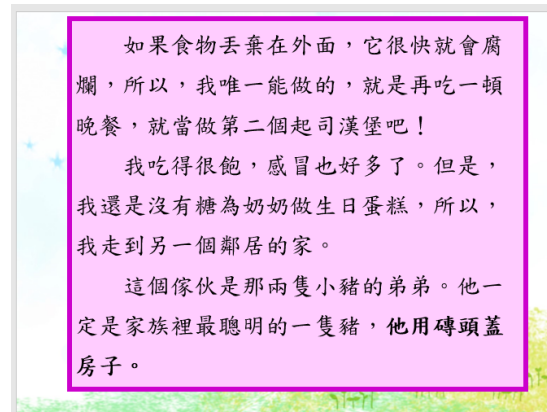 如果食物丟棄在外面，它很快就會腐
爛，所以，我唯一能做的，就是再吃一頓
晚餐，就當做第二個起司漢堡吧！
我吃得很飽，感冒也好多了。但是，
我還是沒有糖為奶奶做生日蛋糕，所以，
我走到另一個鄰居的家。
這個傢伙是那兩隻小豬的弟弟。他一
定是家族裡最聰明的一隻豬，他用磚頭蓋
房子。